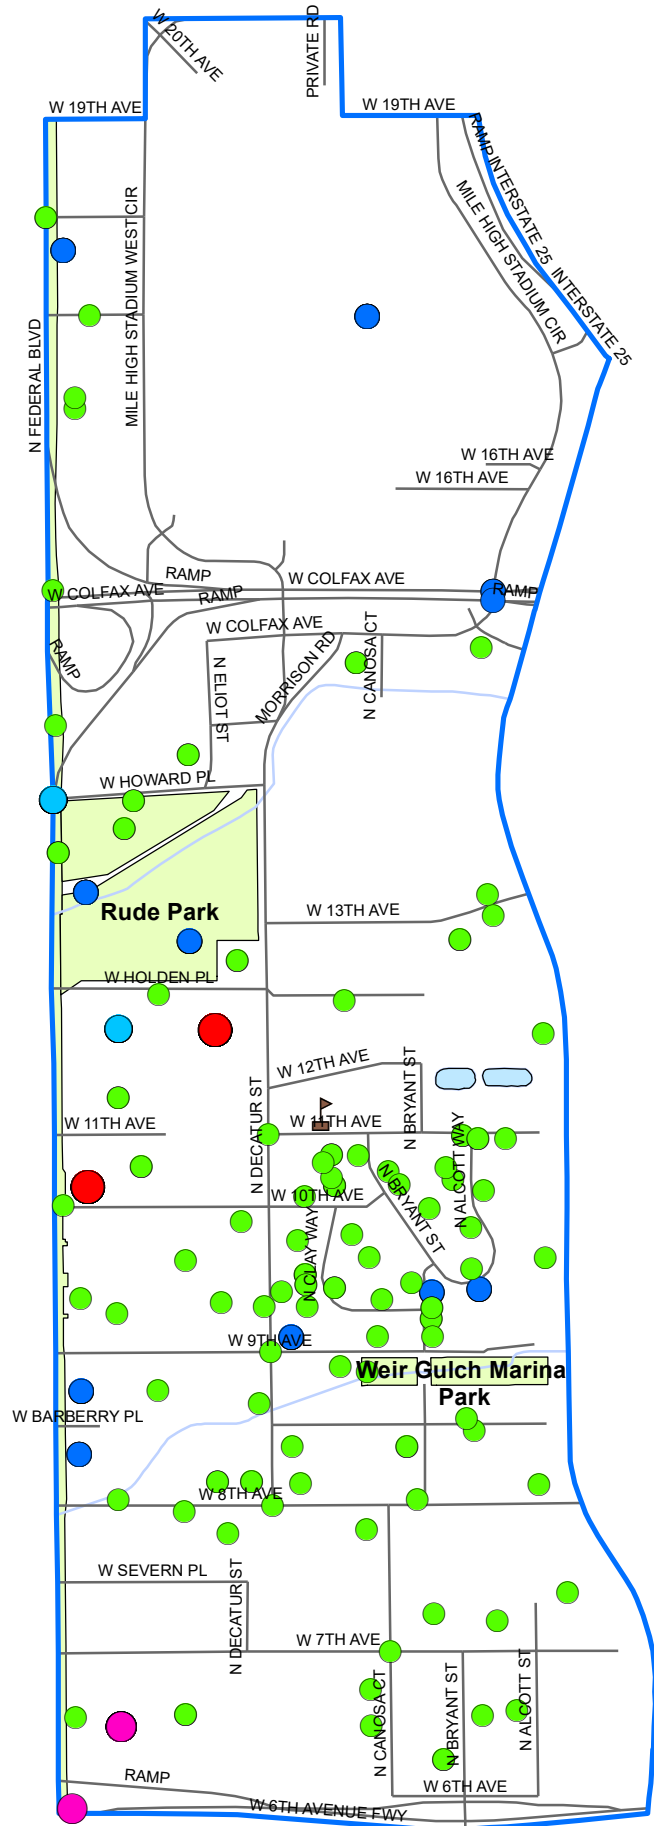 W 20TH AVE
PRIVATE RD
W 19TH AVE
W 19TH AVE
RAMP
INTERSTATE 25
INTERSTATE 25
MILE HIGH STADIUM CIR
MILE HIGH STADIUM WEST CIR
N FEDERAL BLVD
W 16TH AVE
W 16TH AVE
RAMP
W COLFAX AVE
W COLFAX AVE
RAMP
RAMP
W COLFAX AVE
RAMP
N ELIOT ST
MORRISON RD
N CANOSA CT
W HOWARD PL
Rude Park
W 13TH AVE
W HOLDEN PL
W 12TH AVE
N BRYANT ST
N DECATUR ST
W 11TH AVE
W 11TH AVE
N ALCOTT WAY
N BRYANT ST
W 10TH AVE
N CLAY WAY
W 9TH AVE
Weir Gulch Marina
Park
W BARBERRY PL
W 8TH AVE
W SEVERN PL
N DECATUR ST
W 7TH AVE
N CANOSA CT
N BRYANT ST
N ALCOTT ST
RAMP
W 6TH AVE
W 6TH AVENUE FWY